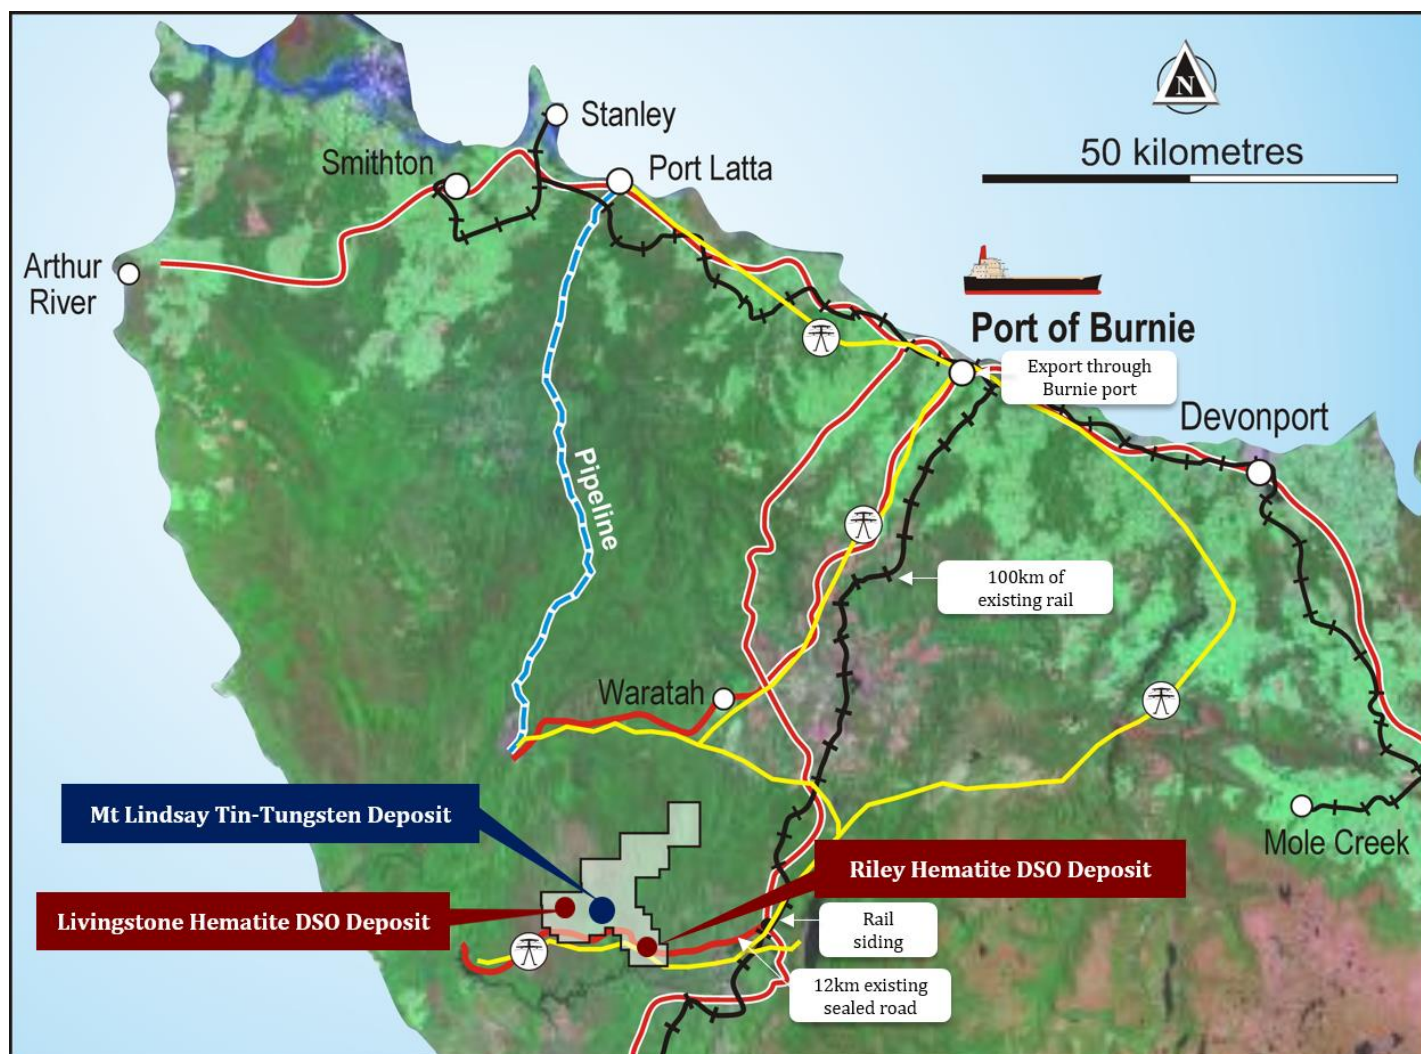 N
50 kilometres
Stanley
Smithton
Port Latta
Arthur
River
Port of Burnie
Export through
Burnie port
Devonport
Pipeline
100km of
existing rail
Waratah
Mt Lindsay Tin-Tungsten Deposit
Mole Creek
Riley Hematite DSO Deposit
Livingstone Hematite DSO Deposit
Rail
siding
12km existing
sealed road